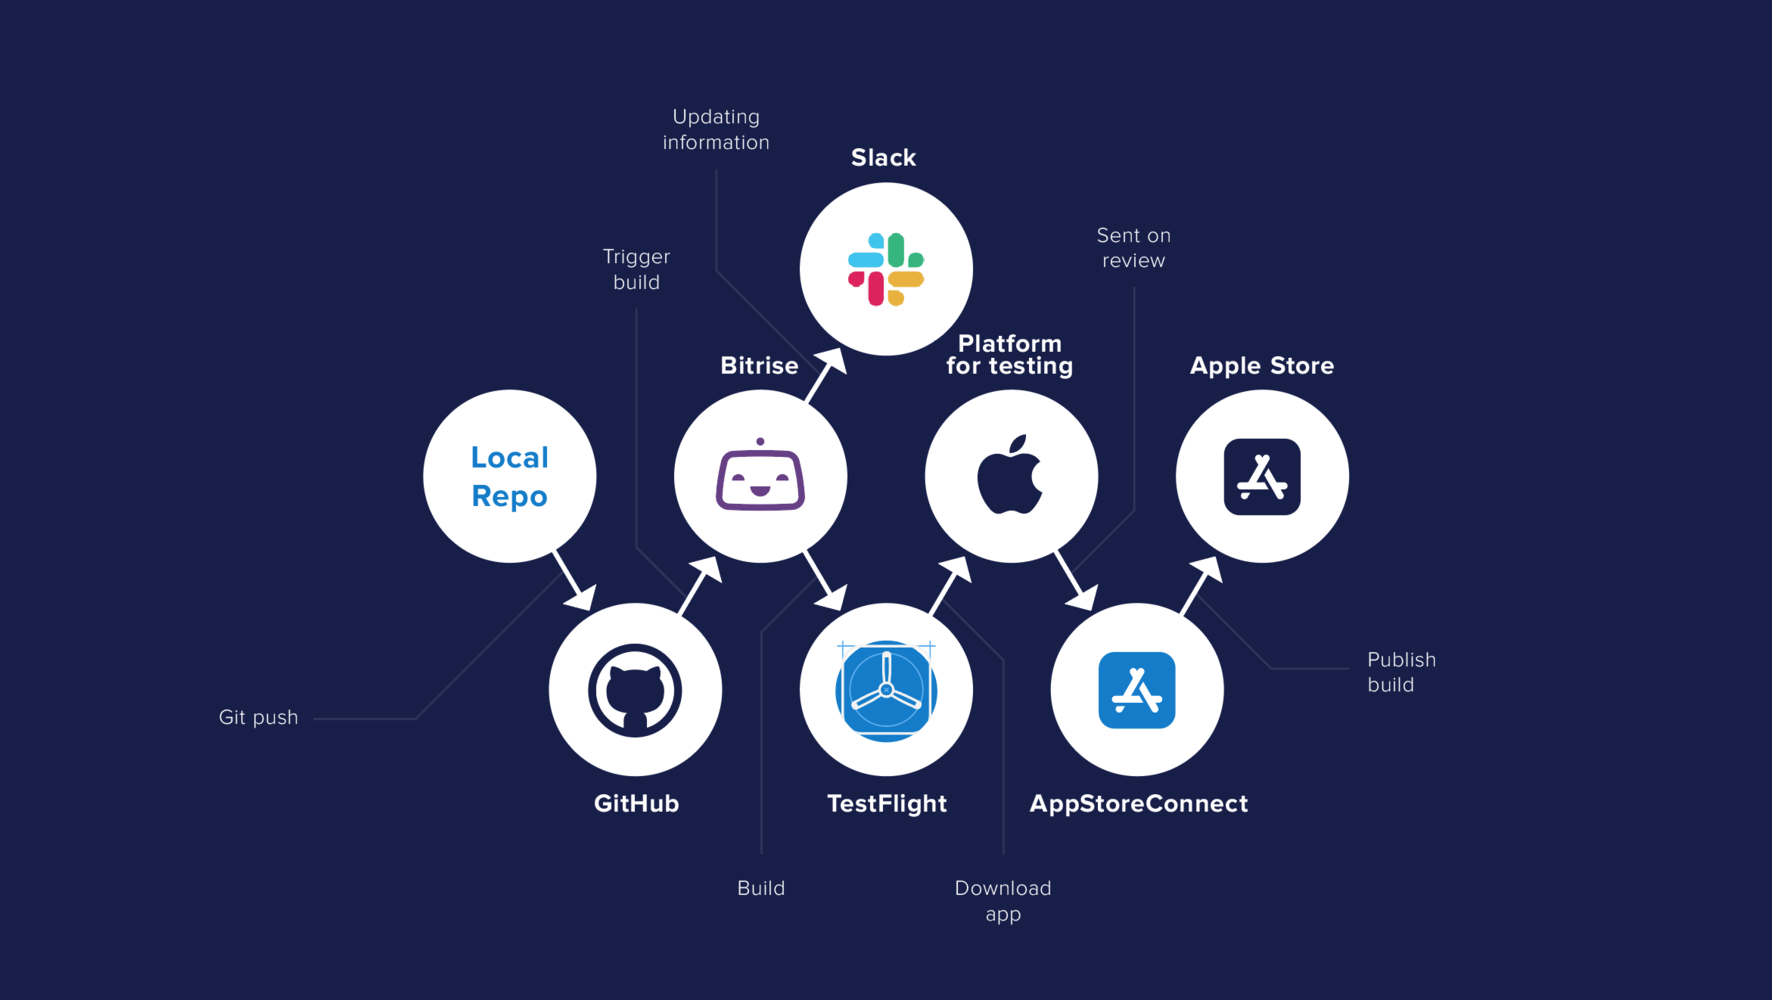 Updating
information
Slack
Trigger
build
Sent on
review
Bitrise
Platform
for testing
Apple Store
Local
Repo
Git push
Publish
build
GitHub
TestFlight
AppStoreConnect
Build
Download
app